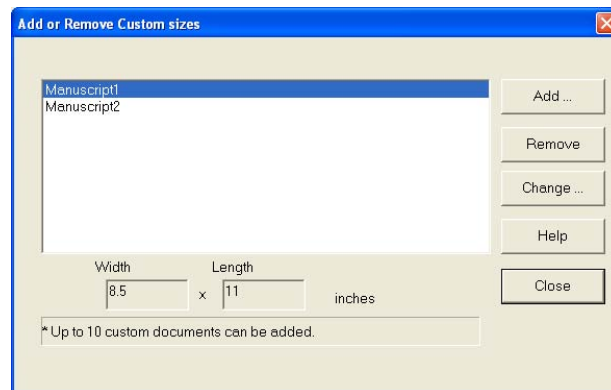 Add or Remove Custom sizes
Manuscript1
Manuscript2
Add ...
Remove
Change ...
Help
Close
Width Length
8.5 x 11 inches
* Up to 10 custom documents can be added.